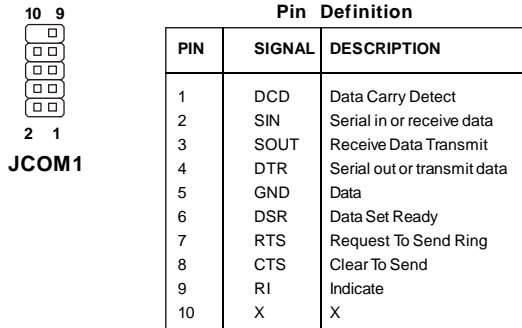 10 9
2 1
JCOM1
Pin Definition
PIN SIGNAL DESCRIPTION
1 DCD Data Carry Detect
2 SIN Serial in or receive data
3 SOUT Receive Data Transmit
4 DTR Serial out or transmit data
5 GND Data
6 DSR Data Set Ready
7 RTS Request To Send Ring
8 CTS Clear To Send
9 RI Indicate
10 X X